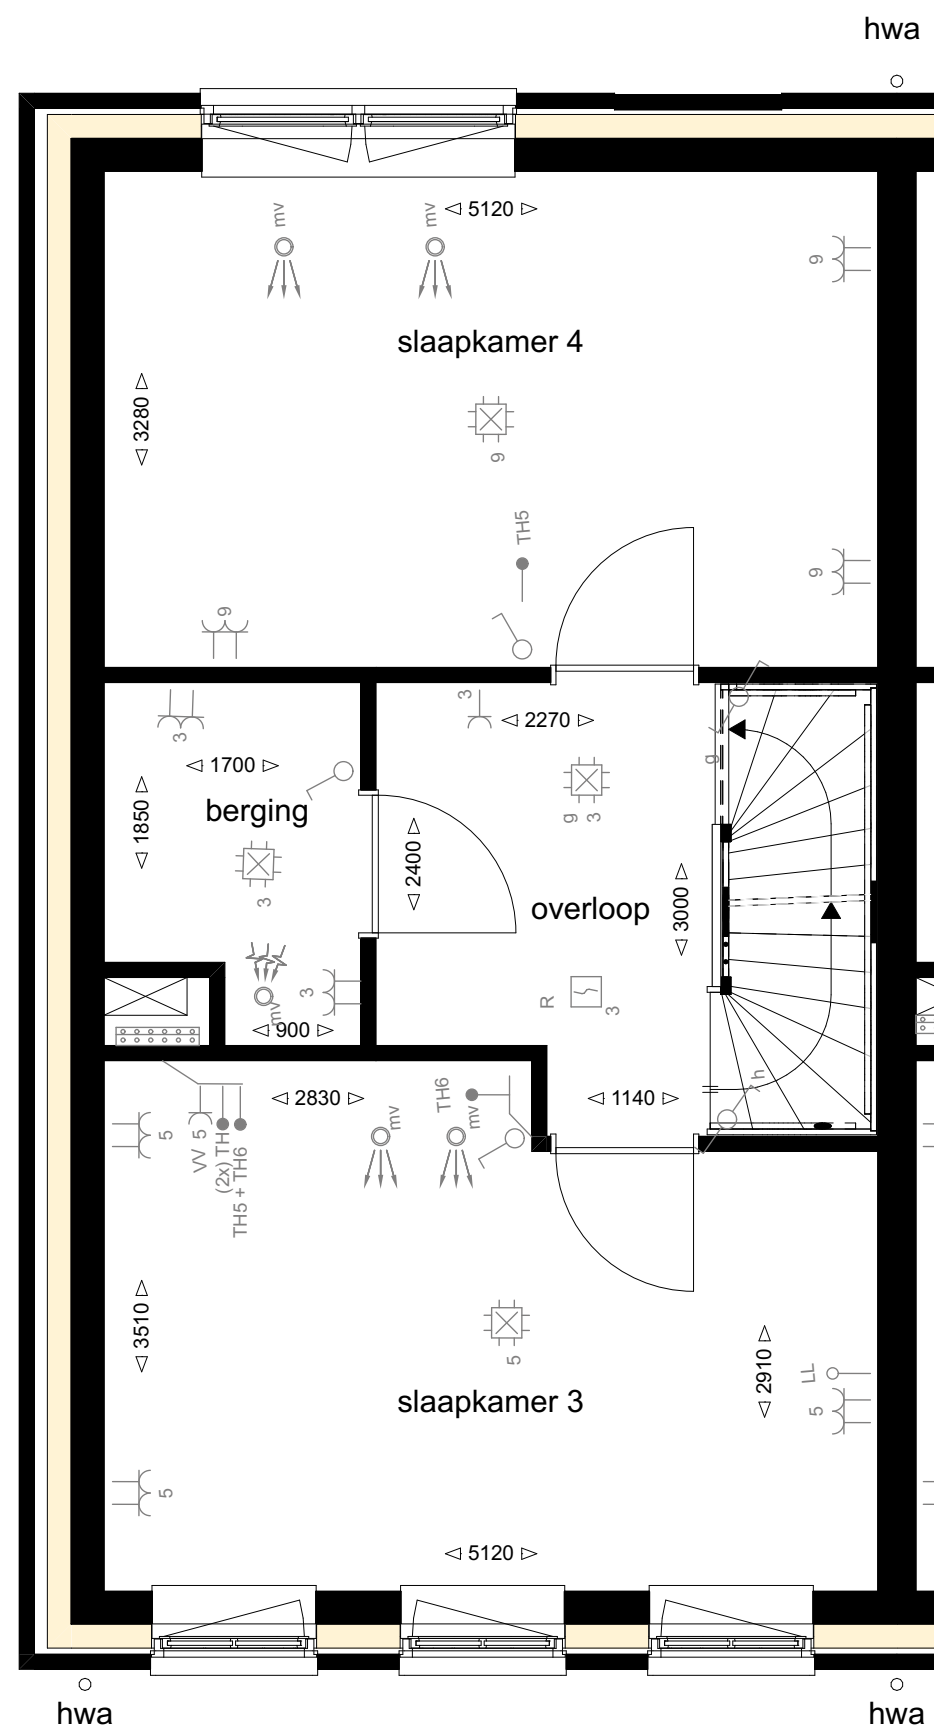 hwa
mv
mv
5120
9
slaapkamer 4
3280
9
TH5
9
9
3
3
2270
1700
g
1850
berging
g
3
2400
3
overloop
3000
mv
3
900
R
3
2830
TH6
mv
mv
1140
h
5
VV 5
(2x) TH
TH5 + TH6
3510
5
2910
LL
5
slaapkamer 3
5
5120
hwa
hwa